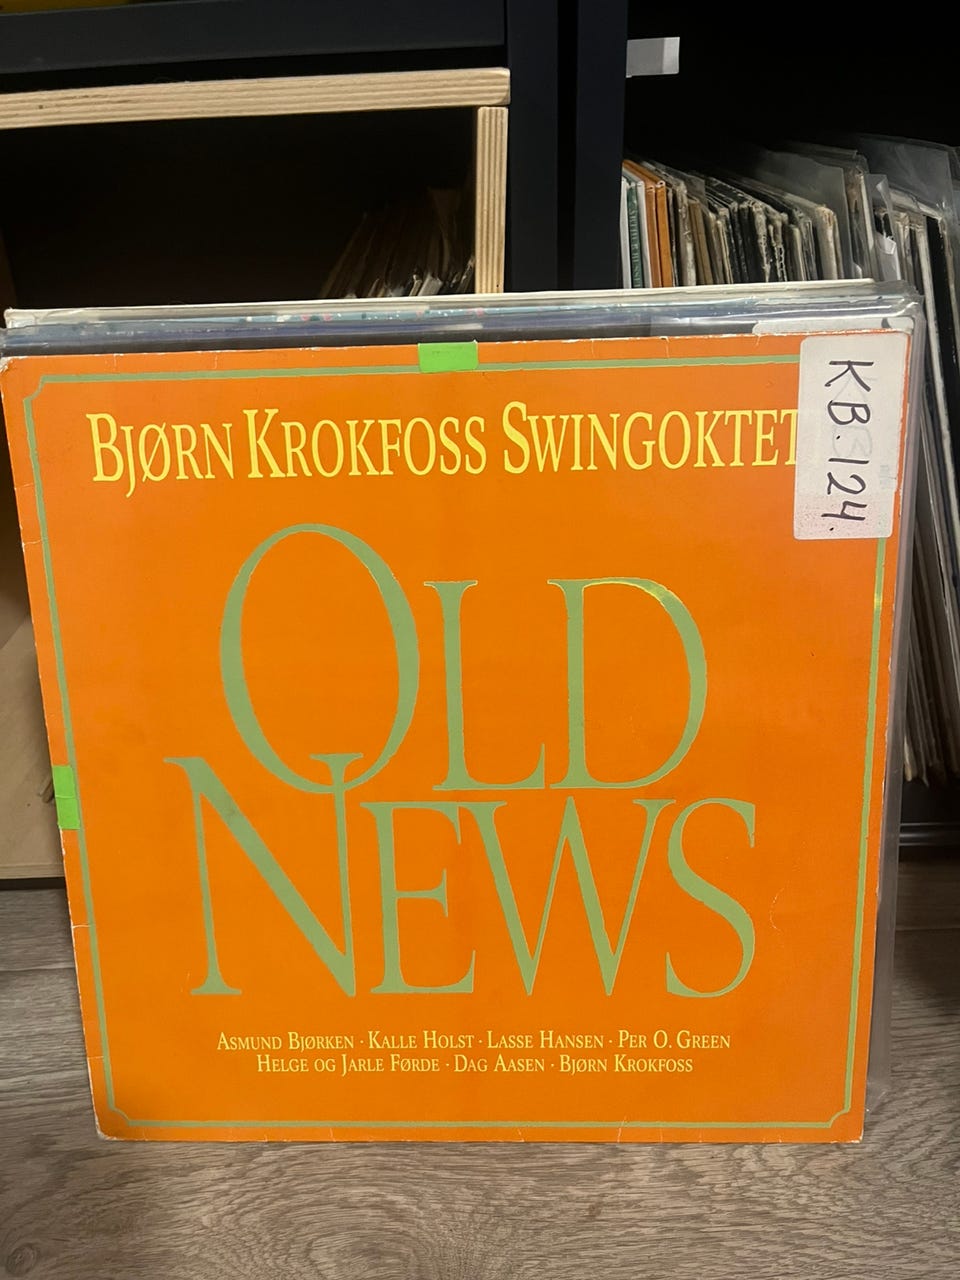 BJØRN KROKFOSS SWINGOKTET
KB.124.
OLD
NEWS
ASMUND BJØRKEN · KALLE HOLST · LASSE HANSEN · PER O. GREEN
HELGE OG JARLE FØRDE · DAG AASEN · BJØRN KROKFOSS